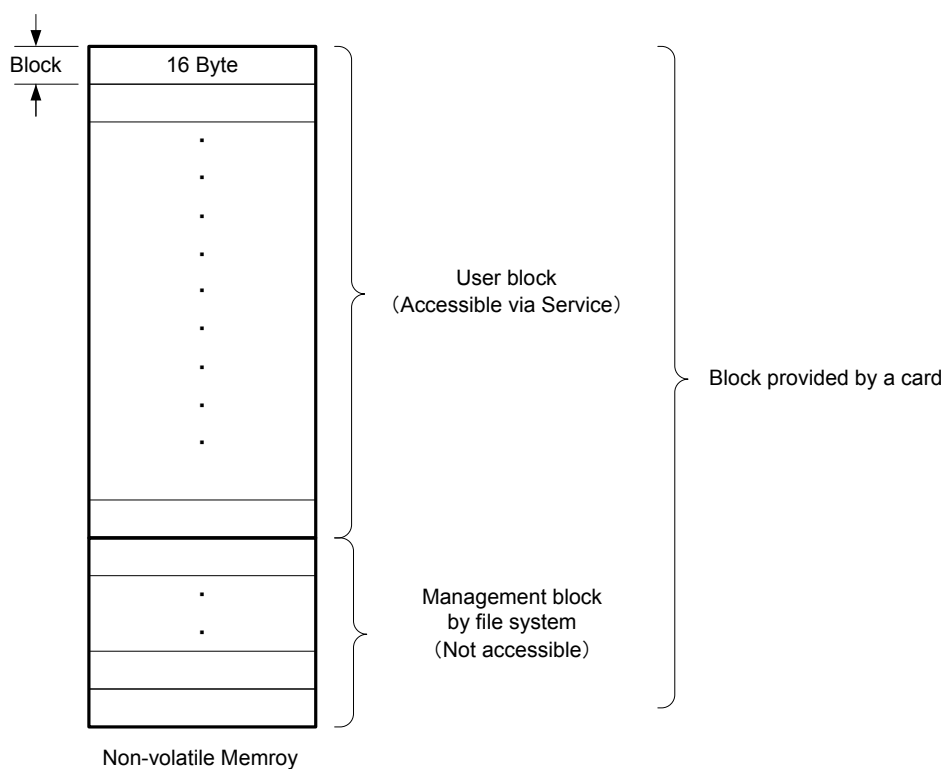 Block
16 Byte
User block
（Accessible via Service）
Block provided by a card
Management block
by file system
（Not accessible）
Non-volatile Memroy